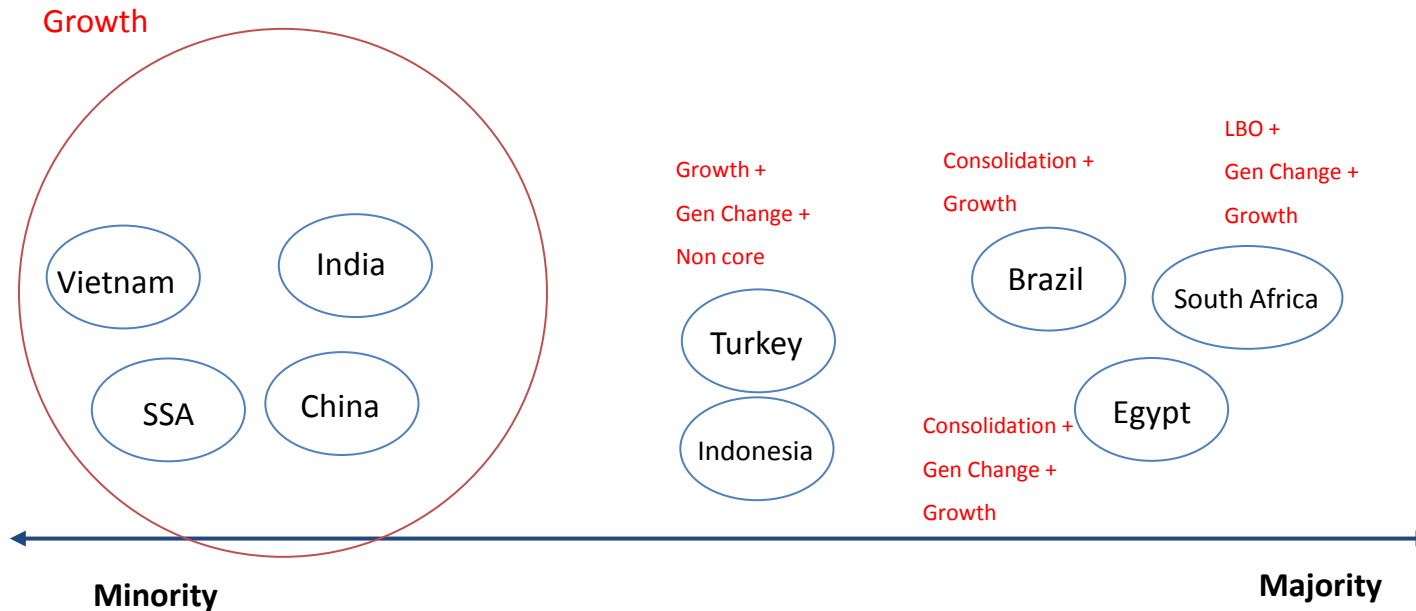 Growth
Vietnam
India
SSA
China
Growth +
Gen Change +
Non core
Turkey
Indonesia
Consolidation +
Growth
Brazil
LBO +
Gen Change +
Growth
South Africa
Consolidation +
Gen Change +
Growth
Egypt
Minority
Majority